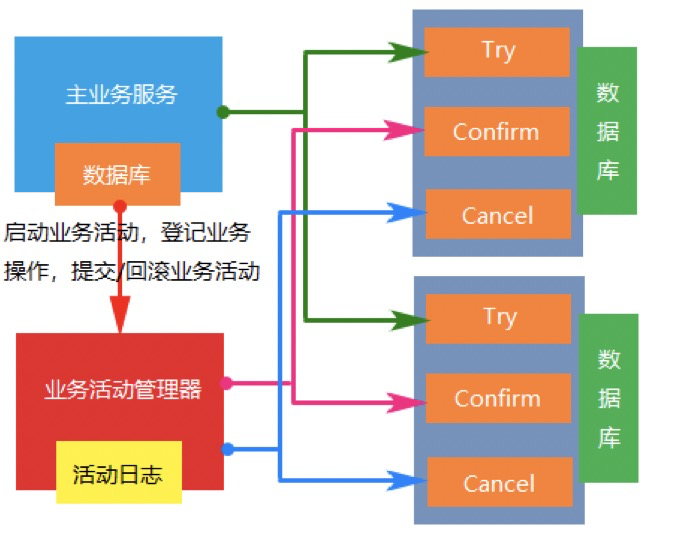 主业务服务
数据库
启动业务活动，登记业务
操作，提交/回滚业务活动
业务活动管理器
活动日志
Try
Confirm
Cancel
数
据
库
Try
Confirm
Cancel
数
据
库